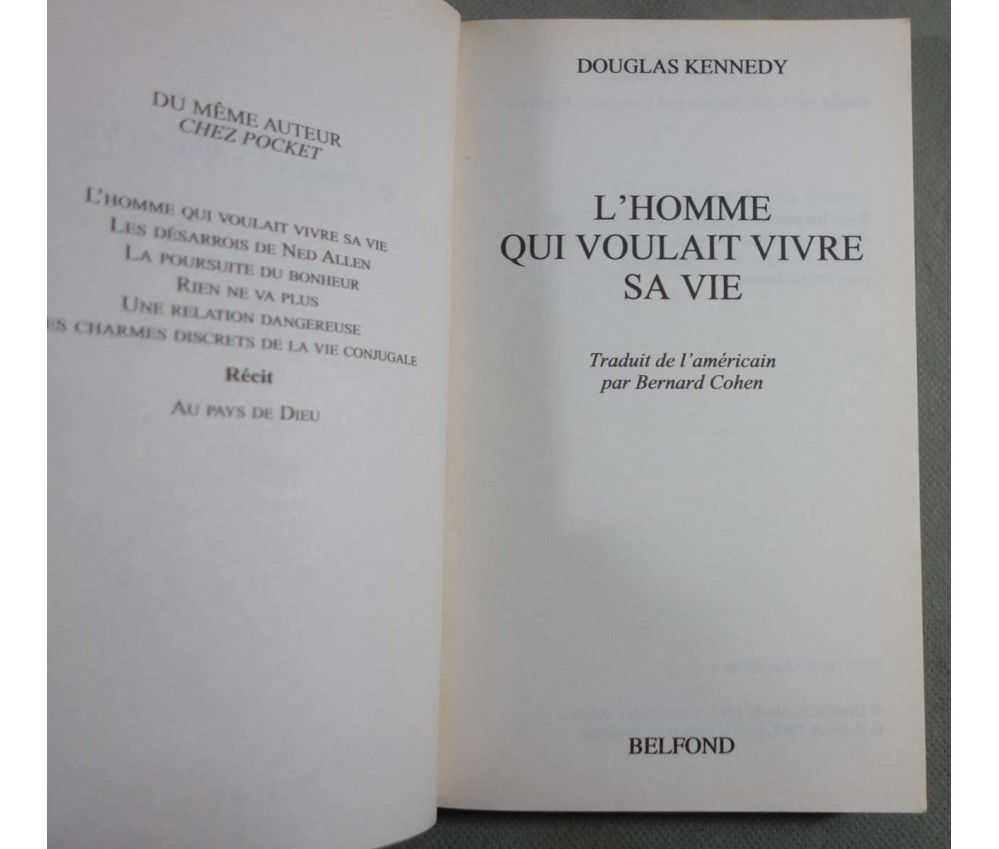 DU MÊME AUTEUR
CHEZ POCKET
L'HOMME QUI VOULAIT VIVRE SA VIE
LES DÉSARROIS DE NED ALLEN
LA POURSUITE DU BONHEUR
RIEN NE VA PLUS
UNE RELATION DANGEREUSE
ES CHARMES DISCRETS DE LA VIE CONJUGALE
Récit
AU PAYS DE DIEU
DOUGLAS KENNEDY
L'HOMME
QUI VOULAIT VIVRE
SA VIE
Traduit de l'américain
par Bernard Cohen
BELFOND